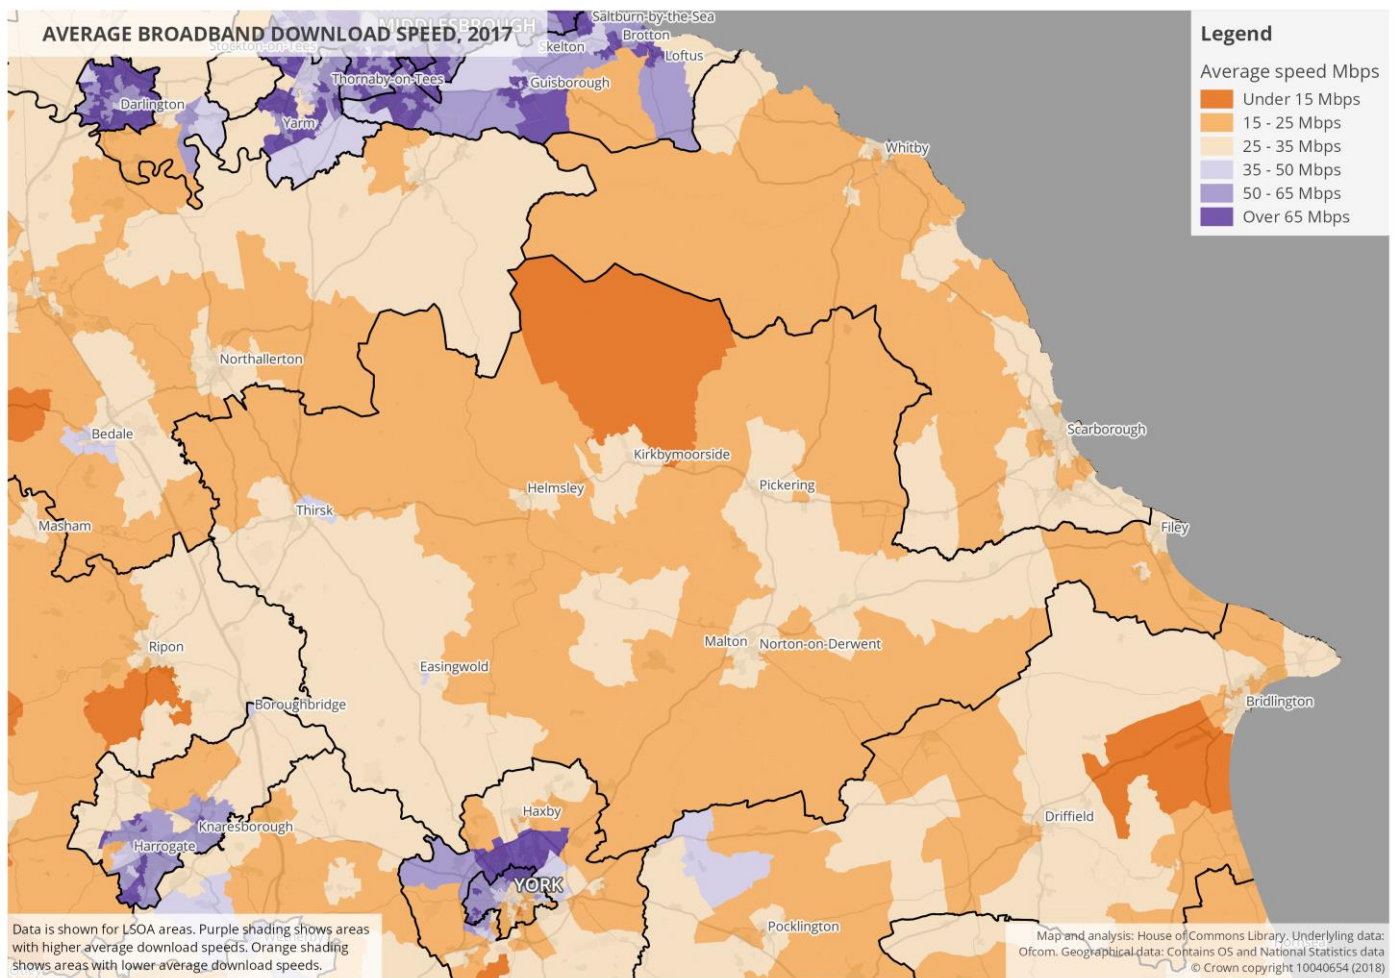 AVERAGE BROADBAND DOWNLOAD SPEED, 2017
MIDDLESBROUGH
Saltburn-by-the-Sea
Stockton-on-Tees
Skelton
Brotton
Loftus
Thornaby-on-Tees
Guisborough
Darlington
Yarm
Whitby
Legend
Average speed Mbps
Under 15 Mbps
15 - 25 Mbps
25 - 35 Mbps
35 - 50 Mbps
50 - 65 Mbps
Over 65 Mbps
Northallerton
Bedale
Scarborough
Kirkbymoorside
Helmsley
Pickering
Thirsk
Masham
Filey
Ripon
Malton
Norton-on-Derwent
Easingwold
Boroughbridge
Bridlington
Haxby
Driffield
Knaresborough
Harrogate
YORK
Pocklington
Wetherby
Data is shown for LSOA areas. Purple shading shows areas
with higher average download speeds. Orange shading
shows areas with lower average download speeds.
Map and analysis: House of Commons Library. Underlyling data:
Ofcom. Geographical data: Contains OS and National Statistics data
© Crown copyright 10040654 (2018)